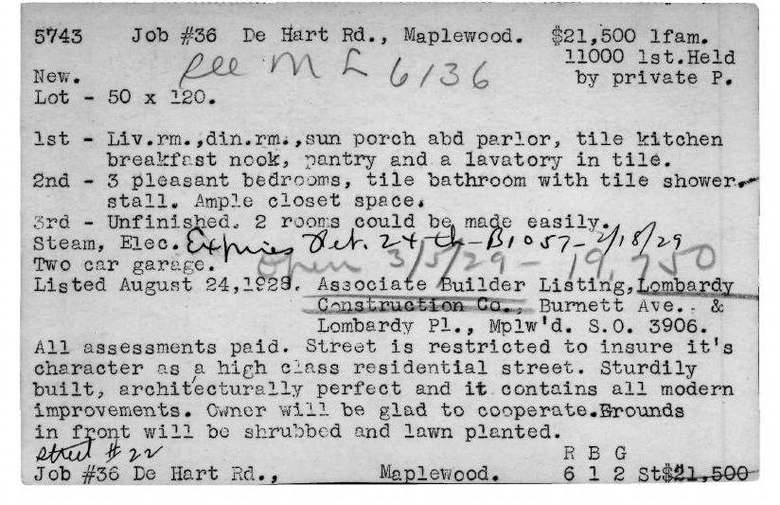 5743 Job #36 De Hart Rd., Maplewood. $21,500 1fam.
11000 1st.Held
New. See M L 6136 by private P.
Lot - 50 x 120.
1st - Liv.rm.,din.rm.,sun porch abd parlor, tile kitchen
breakfast nook, pantry and a lavatory in tile.
2nd - 3 pleasant bedrooms, tile bathroom with tile shower
stall. Ample closet space.
3rd - Unfinished. 2 rooms could be made easily.
Steam, Elec. Expires Oct. 24th - B1057 - 2/18/29
Two car garage. open 3/5/29 - 19,750
Listed August 24,1928. Associate Builder Listing, Lombardy
Construction Co., Burnett Ave. &
Lombardy Pl., Mplw'd. S.O. 3906.
All assessments paid. Street is restricted to insure it's
character as a high class residential street. Sturdily
built, architecturally perfect and it contains all modern
improvements. Owner will be glad to cooperate.Grounds
in front will be shrubbed and lawn planted.
Street # 22 R B G
Job #36 De Hart Rd., Maplewood. 6 1 2 St$21,500